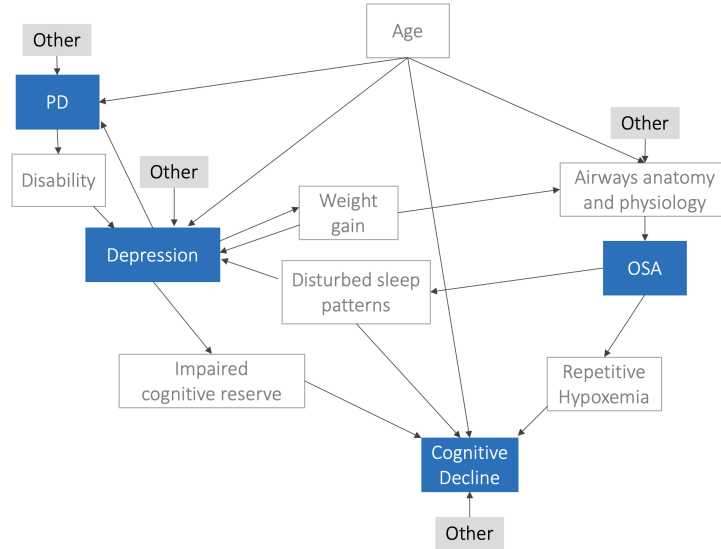 Age
Other
PD
Other
Disability
Other
Airways anatomy
and physiology
Weight
gain
Depression
OSA
Disturbed sleep
patterns
Impaired
cognitive reserve
Repetitive
Hypoxemia
Cognitive
Decline
Other